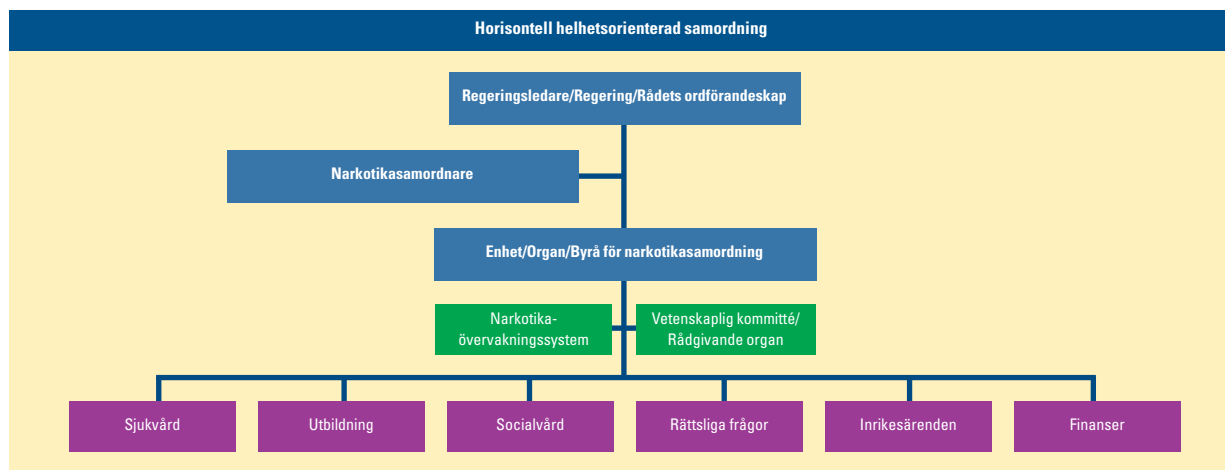 Horisontell helhetsorienterad samordning
Regeringsledare/Regering/Rådets ordförandeskap
Narkotikasamordnare
Enhet/Organ/Byrå för narkotikasamordning
Narkotika-
övervakningssystem
Vetenskaplig kommitté/
Rådgivande organ
Sjukvård
Utbildning
Socialvård
Rättsliga frågor
Inrikesärenden
Finanser